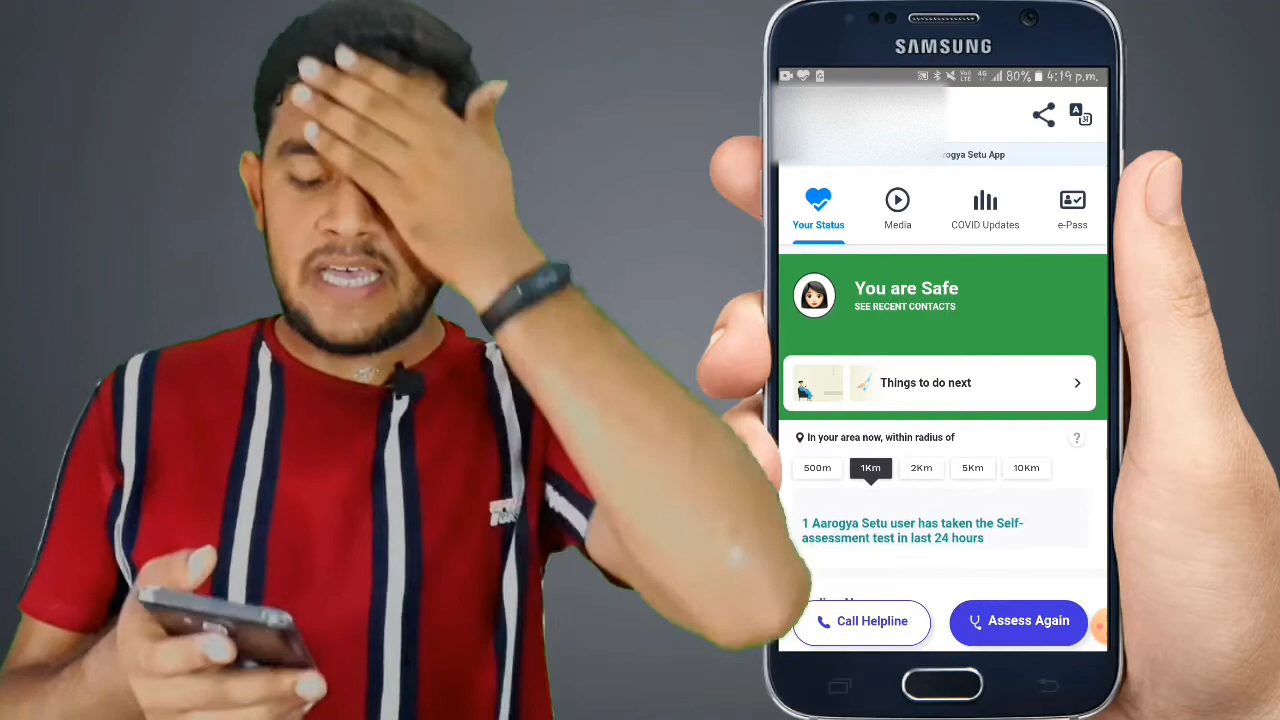 SAMSUNG
80% 4:19 p.m.
rogya Setu App
Your Status
Media
COVID Updates
e-Pass
You are Safe
SEE RECENT CONTACTS
Things to do next
In your area now, within radius of
?
500m
1Km
2Km
5Km
10Km
1 Aarogya Setu user has taken the Self-
assessment test in last 24 hours
Call Helpline
Assess Again